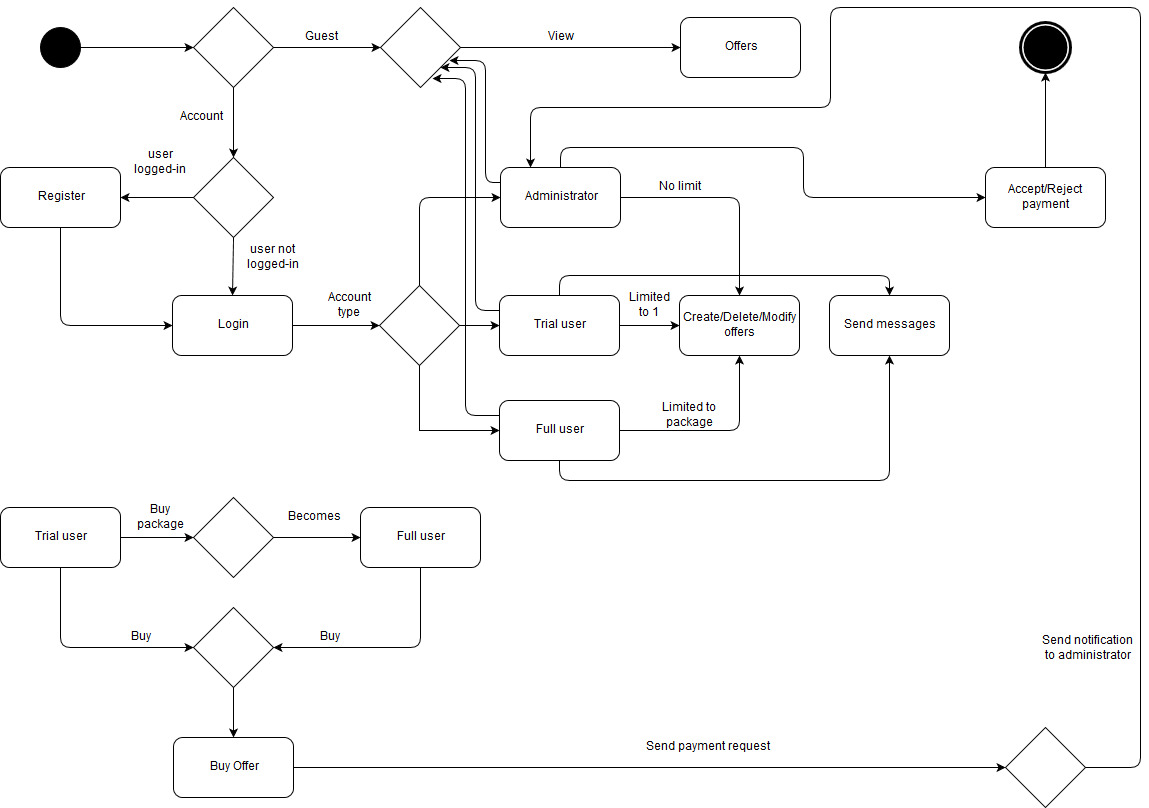 Guest
View
Offers
Account
user
logged-in
Register
Administrator
No limit
Accept/Reject
payment
user not
logged-in
Login
Account
type
Trial user
Limited
to 1
Create/Delete/Modify
offers
Send messages
Full user
Limited to
package
Trial user
Buy
package
Becomes
Full user
Buy
Buy
Send notification
to administrator
Buy Offer
Send payment request